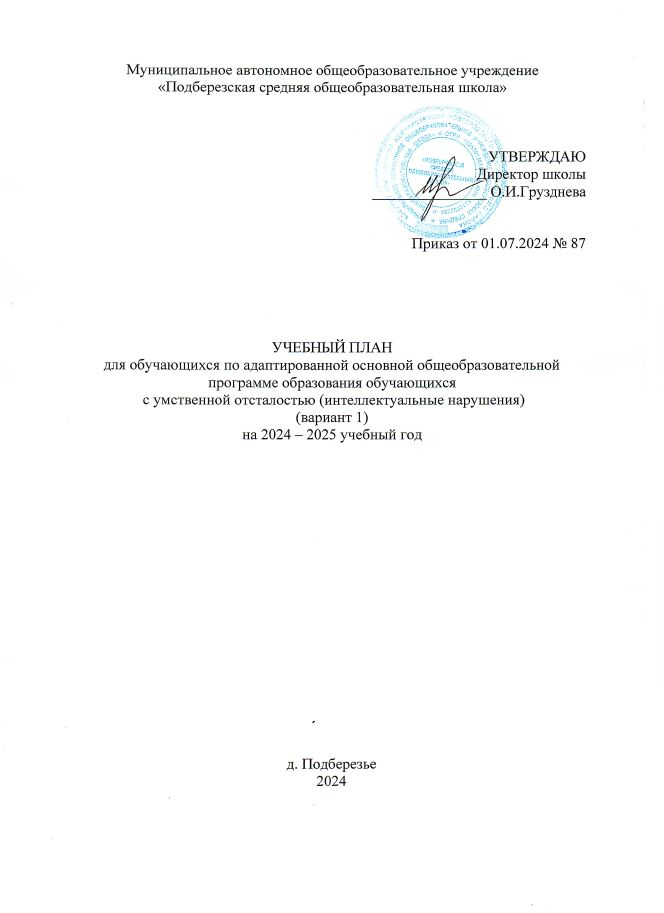 Муниципальное автономное общеобразовательное учреждение
«Подберезская средняя общеобразовательная школа»
УТВЕРЖДАЮ
Директор школы
О.И.Грузднева
Приказ от 01.07.2024 № 87
УЧЕБНЫЙ ПЛАН
для обучающихся по адаптированной основной общеобразовательной
программе образования обучающихся
с умственной отсталостью (интеллектуальные нарушения)
(вариант 1)
на 2024 – 2025 учебный год
д. Подберезье
2024